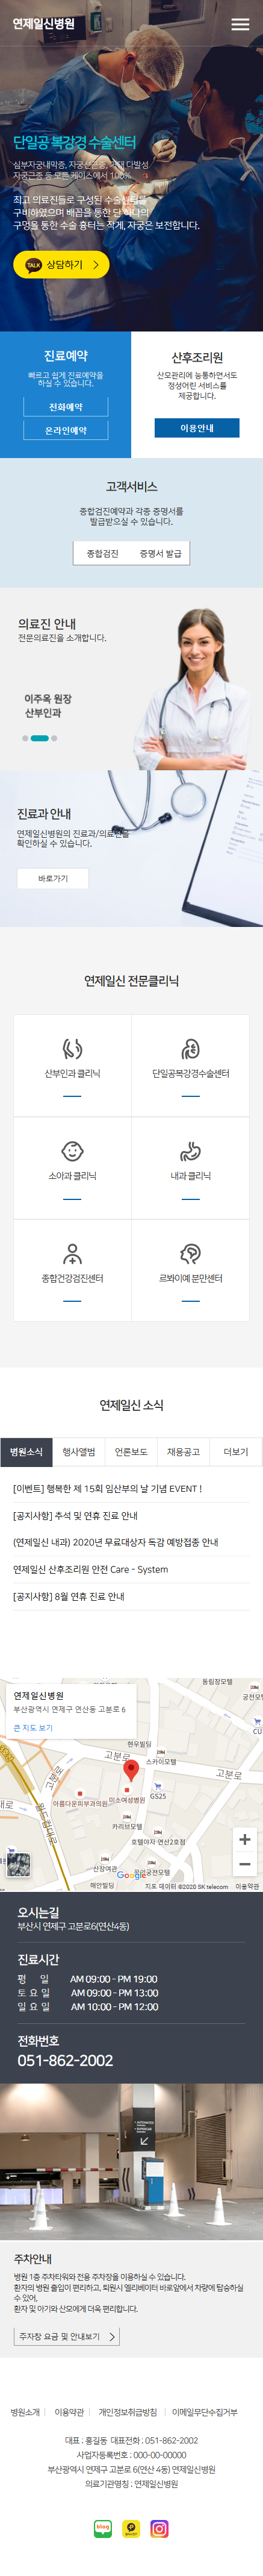 연제일신병원
단일공 복강경 수술센터
심부자궁내막종, 자궁선근증, 거대 다발성
자궁근종 등 모든 케이스에서 100%
최고 의료진들로 구성된 수술센터를
구비하였으며 배꼽을 통한 단 하나의
구멍을 통한 수술 흉터는 적게, 자궁은 보전합니다.
TALK 상담하기
진료예약
빠르고 쉽게 진료예약을
하실 수 있습니다.
전화예약
온라인예약
산후조리원
산모관리에 능통하면서도
정성어린 서비스를
제공합니다.
이용안내
고객서비스
종합검진예약과 각종 증명서를
발급받으실 수 있습니다.
종합검진 증명서 발급
의료진 안내
전문의료진을 소개합니다.
이주옥 원장
산부인과
진료과 안내
연제일신병원의 진료과/의료진을
확인하실 수 있습니다.
바로가기
연제일신 전문클리닉
산부인과 클리닉 단일공복강경수술센터
소아과 클리닉 내과 클리닉
종합건강검진센터 르봐이예 분만센터
연제일신 소식
병원소식 행사앨범 언론보도 채용공고 더보기
[이벤트] 행복한 제 15회 임산부의 날 기념 EVENT !
[공지사항] 추석 및 연휴 진료 안내
(연제일신 내과) 2020년 무료대상자 독감 예방접종 안내
연제일신 산후조리원 안전 Care - System
[공지사항] 8월 연휴 진료 안내
동림장모텔
연제일신병원
부산광역시 연제구 연산동 고분로 6
큰 지도 보기
궁전모텔
CU
현우빌딩
고분로
스카이모텔
고분로
고분로
미소여성병원
GS25
아름다운피부과의원
월드컵대로
카리브모텔
호텔야자-연산2호점
산장여관
궁전모텔
해안빌딩
Google
지도 데이터 ©2020 SK telecom 이용약관
오시는길
부산시 연제구 고분로6(연산4동)
진료시간
평 일 AM 09:00 - PM 19:00
토 요 일 AM 09:00 - PM 13:00
일 요 일 AM 10:00 - PM 12:00
전화번호
051-862-2002
주차안내
병원 1층 주차타워와 전용 주차장을 이용하실 수 있습니다.
환자의 병원 출입이 편리하고, 퇴원시 엘리베이터 바로앞에서 차량에 탑승하실
수 있어,
환자 및 아기와 산모에게 더욱 편리합니다.
주차장 요금 및 안내보기
병원소개 이용약관 개인정보취급방침 이메일무단수집거부
대표 : 홍길동 대표전화 : 051-862-2002
사업자등록번호 : 000-00-00000
부산광역시 연제구 고분로 6(연산 4동) 연제일신병원
의료기관명칭 : 연제일신병원
blog